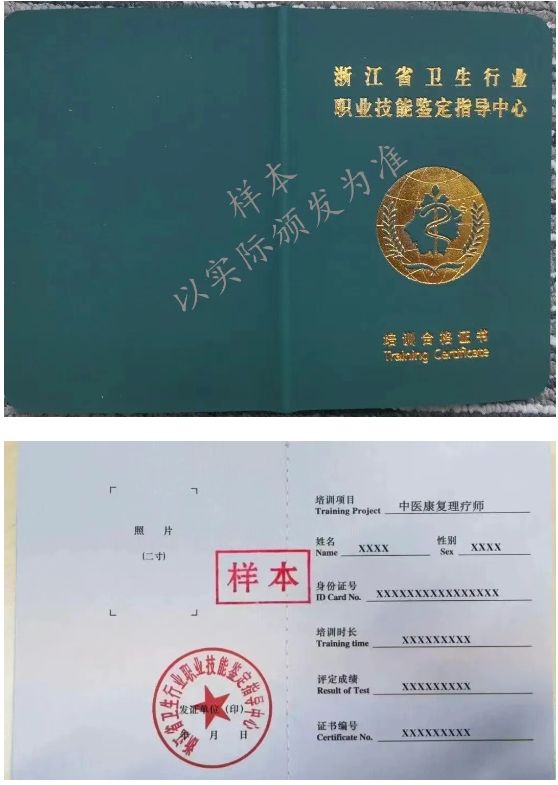 浙江省卫生行业
职业技能鉴定指导中心
样本
以实际颁发为准
培训合格证书
Training Certificate
照 片
(二寸)
样本
浙江省卫生行业职业技能鉴定指导中心
发证单位（印）
月 日
培训项目
Training Project 中医康复理疗师
姓名 性别
Name XXXX Sex XXXX
身份证号
ID Card No. XXXXXXXXXXXXXXXX
培训时长
Training time XXXXXXXXX
评定成绩
Result of Test XXXXXXXXX
证书编号
Certificate No. XXXXXXXXX